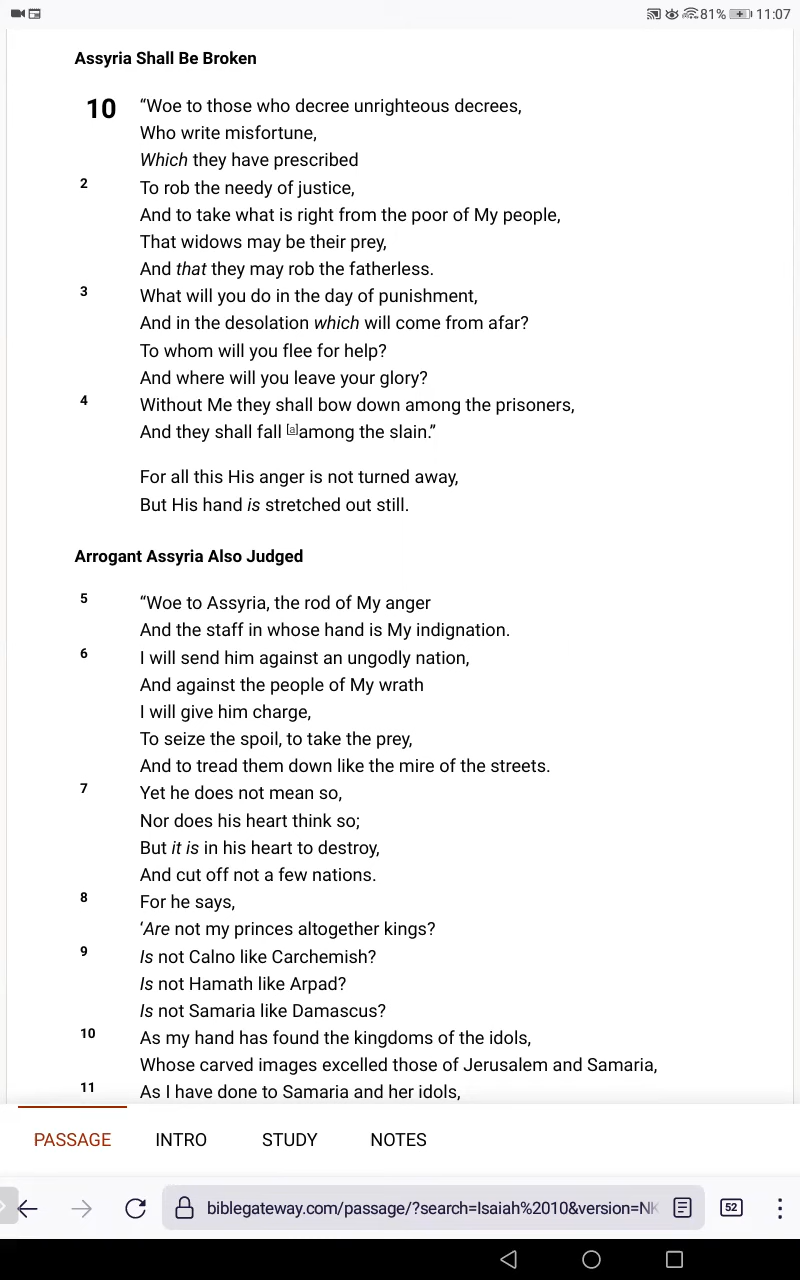 81% 11:07
Assyria Shall Be Broken
10 “Woe to those who decree unrighteous decrees,
Who write misfortune,
Which they have prescribed
2 To rob the needy of justice,
And to take what is right from the poor of My people,
That widows may be their prey,
And that they may rob the fatherless.
3 What will you do in the day of punishment,
And in the desolation which will come from afar?
To whom will you flee for help?
And where will you leave your glory?
4 Without Me they shall bow down among the prisoners,
And they shall fall [a]among the slain.”
For all this His anger is not turned away,
But His hand is stretched out still.
Arrogant Assyria Also Judged
5 “Woe to Assyria, the rod of My anger
And the staff in whose hand is My indignation.
6 I will send him against an ungodly nation,
And against the people of My wrath
I will give him charge,
To seize the spoil, to take the prey,
And to tread them down like the mire of the streets.
7 Yet he does not mean so,
Nor does his heart think so;
But it is in his heart to destroy,
And cut off not a few nations.
8 For he says,
‘Are not my princes altogether kings?
9 Is not Calno like Carchemish?
Is not Hamath like Arpad?
Is not Samaria like Damascus?
10 As my hand has found the kingdoms of the idols,
Whose carved images excelled those of Jerusalem and Samaria,
11 As I have done to Samaria and her idols,
PASSAGE INTRO STUDY NOTES
biblegateway.com/passage/?search=Isaiah%2010&version=NK 52